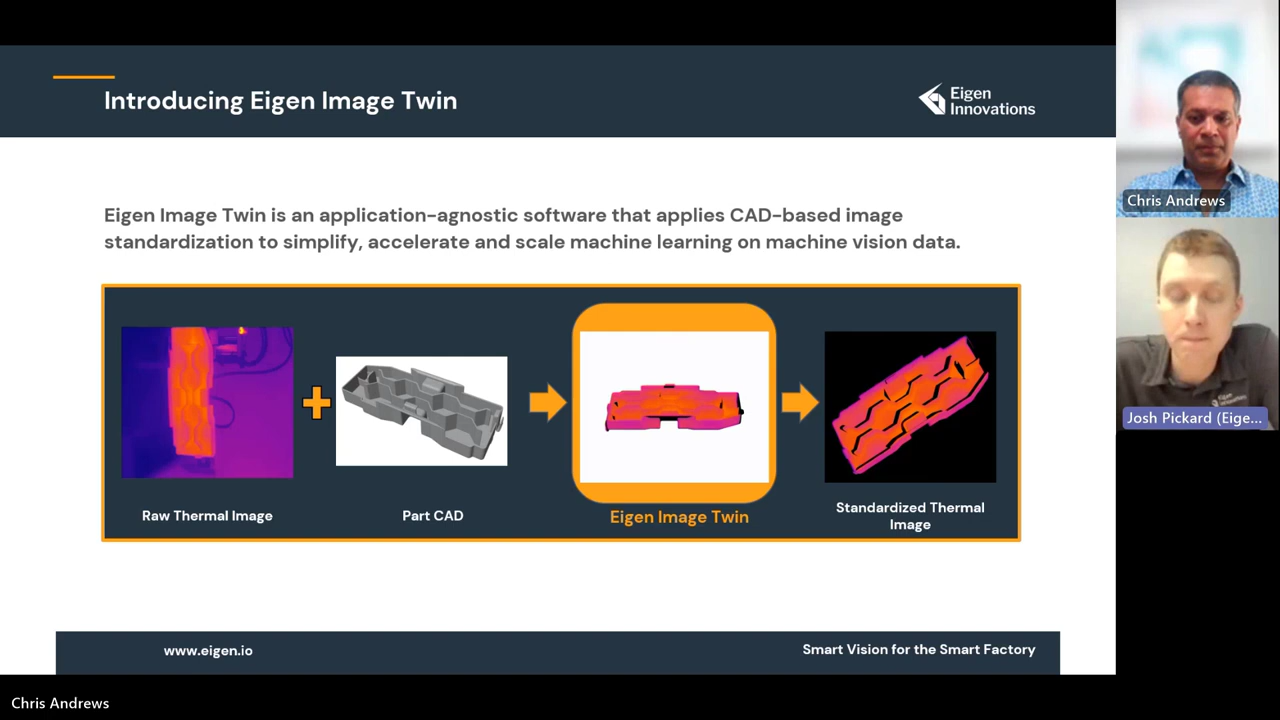 Introducing Eigen Image Twin
Eigen
Innovations
Eigen Image Twin is an application-agnostic software that applies CAD-based image
standardization to simplify, accelerate and scale machine learning on machine vision data.
Raw Thermal Image
Part CAD
Eigen Image Twin
Standardized Thermal
Image
www.eigen.io
Smart Vision for the Smart Factory
Chris Andrews
Eigen
Innovations
Josh Pickard (Eige...
Chris Andrews